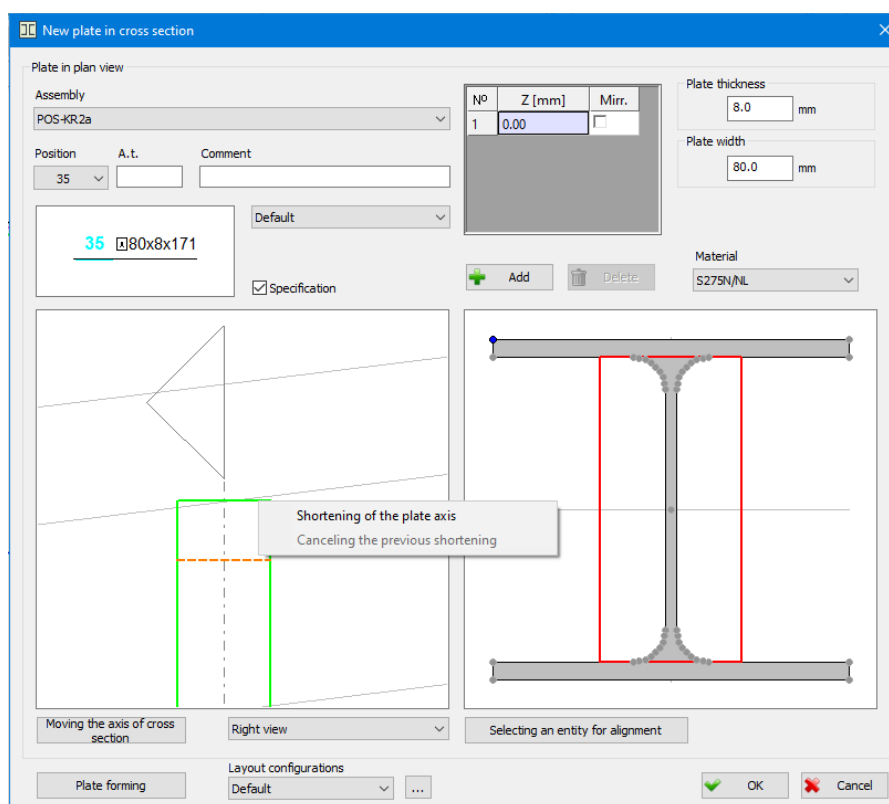 New plate in cross section
Plate in plan view
Assembly
POS-KR2a
Position A.t. Comment
35
35 80x8x171
Default
Specification
Nº Z [mm] Mirr.
1 0.00
Add Delete
Plate thickness
8.0 mm
Plate width
80.0 mm
Material
S275N/NL
Shortening of the plate axis
Canceling the previous shortening
Moving the axis of cross
section
Right view
Selecting an entity for alignment
Plate forming
Layout configurations
Default
...
OK Cancel